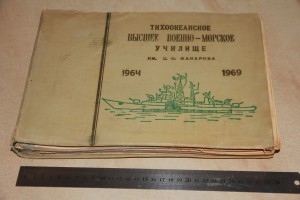 ТИХООКЕАНСКОЕ
ВЫСШЕЕ ВОЕННО-МОРСКОЕ
УЧИЛИЩЕ
ИМ. С. О. МАКАРОВА
1964 1969